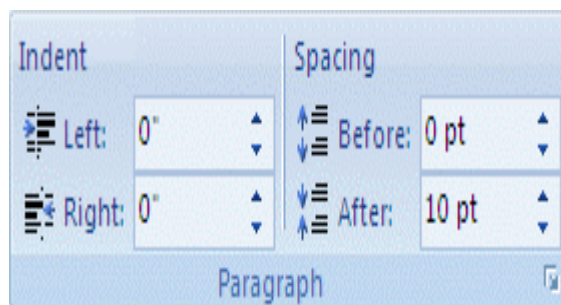 Indent Spacing
Left: 0" Before: 0 pt
Right: 0" After: 10 pt
Paragraph